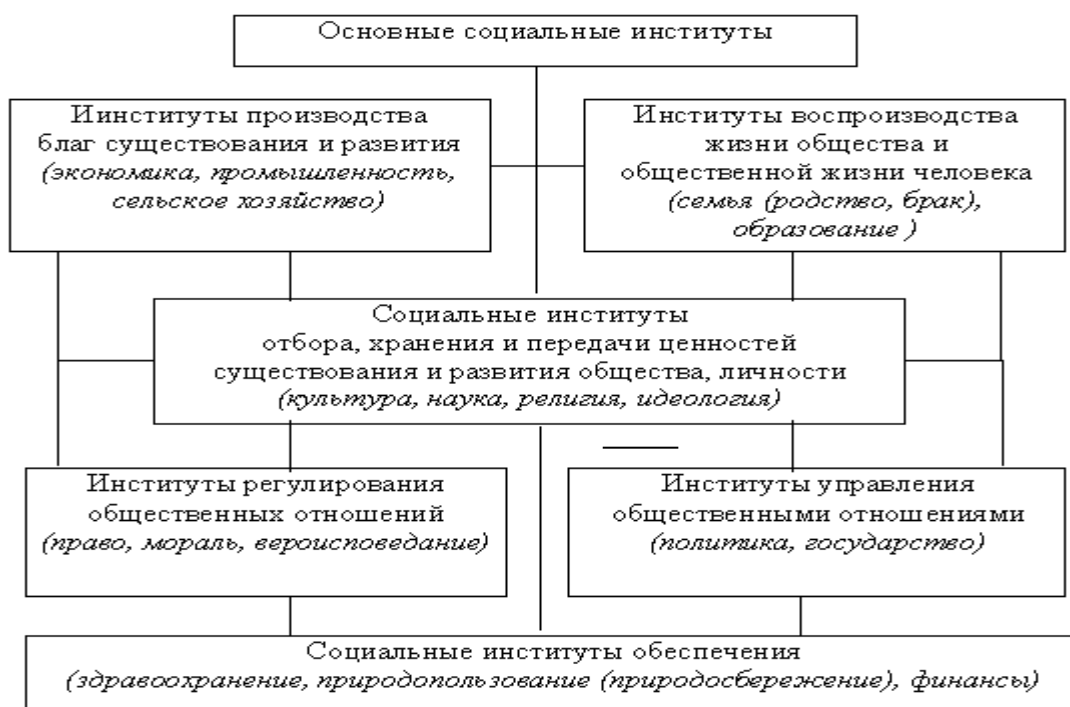 Основные социальные институты
Иинституты производства
благ существования и развития
(экономика, промышленность,
сельское хозяйство)
Институты воспроизводства
жизни общества и
общественной жизни человека
(семья (родство, брак),
образование )
Социальные институты
отбора, хранения и передачи ценностей
существования и развития общества, личности
(культура, наука, религия, идеология)
Институты регулирования
общественных отношений
(право, мораль, вероисповедание)
Институты управления
общественными отношениями
(политика, государство)
Социальные институты обеспечения
(здравоохранение, природопользование (природосбережение), финансы)